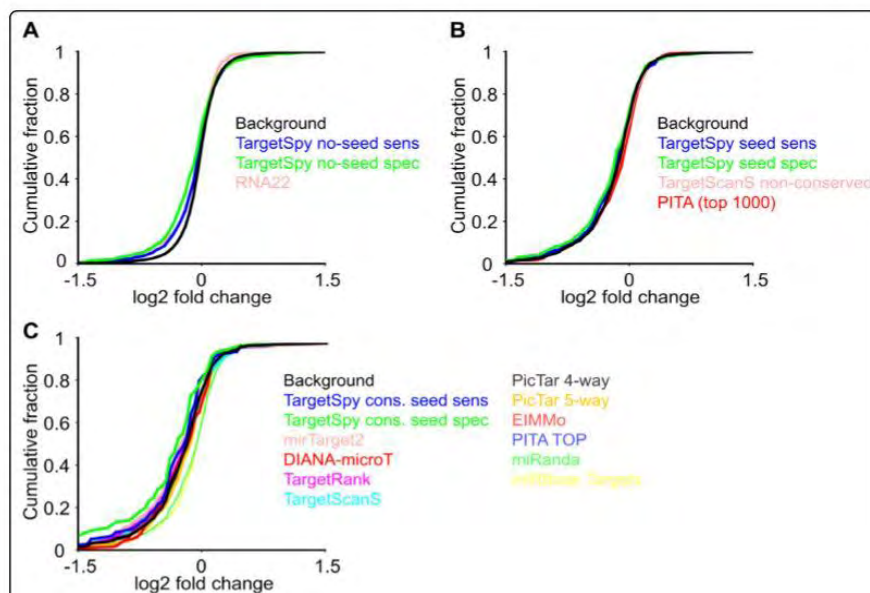 A
1
0.8
0.6
0.4
0.2
0
Cumulative fraction
-1.5
0
1.5
log2 fold change
Background
TargetSpy no-seed sens
TargetSpy no-seed spec
RNA22
B
1
0.8
0.6
0.4
0.2
0
Cumulative fraction
-1.5
0
1.5
log2 fold change
Background
TargetSpy seed sens
TargetSpy seed spec
TargetScanS non-conserved
PITA (top 1000)
C
1
0.8
0.6
0.4
0.2
0
Cumulative fraction
-1.5
0
1.5
log2 fold change
Background
TargetSpy cons. seed sens
TargetSpy cons. seed spec
mirTarget2
DIANA-microT
TargetRank
TargetScanS
PicTar 4-way
PicTar 5-way
EIMMo
PITA TOP
miRanda
Targets